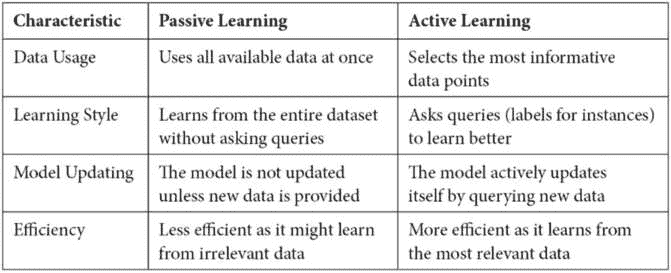 Characteristic Passive Learning Active Learning
Data Usage Uses all available data at once Selects the most informative
data points
Learning Style Learns from the entire dataset Asks queries (labels for instances)
without asking queries to learn better
Model Updating The model is not updated The model actively updates
unless new data is provided itself by querying new data
Efficiency Less efficient as it might learn More efficient as it learns from
from irrelevant data the most relevant data